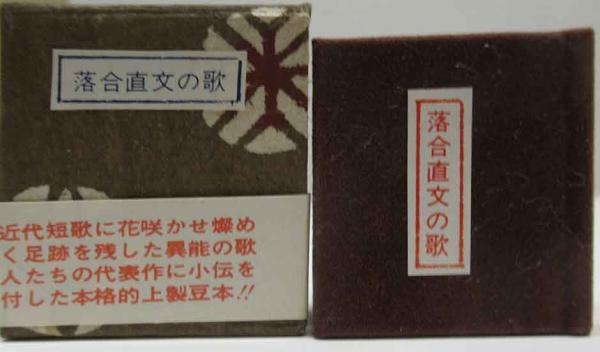 落合直文の歌
近代短歌に花咲かせ燦め
く足跡を残した異能の歌
人たちの代表作に小伝を
付した本格的上製豆本!!
落合直文の歌